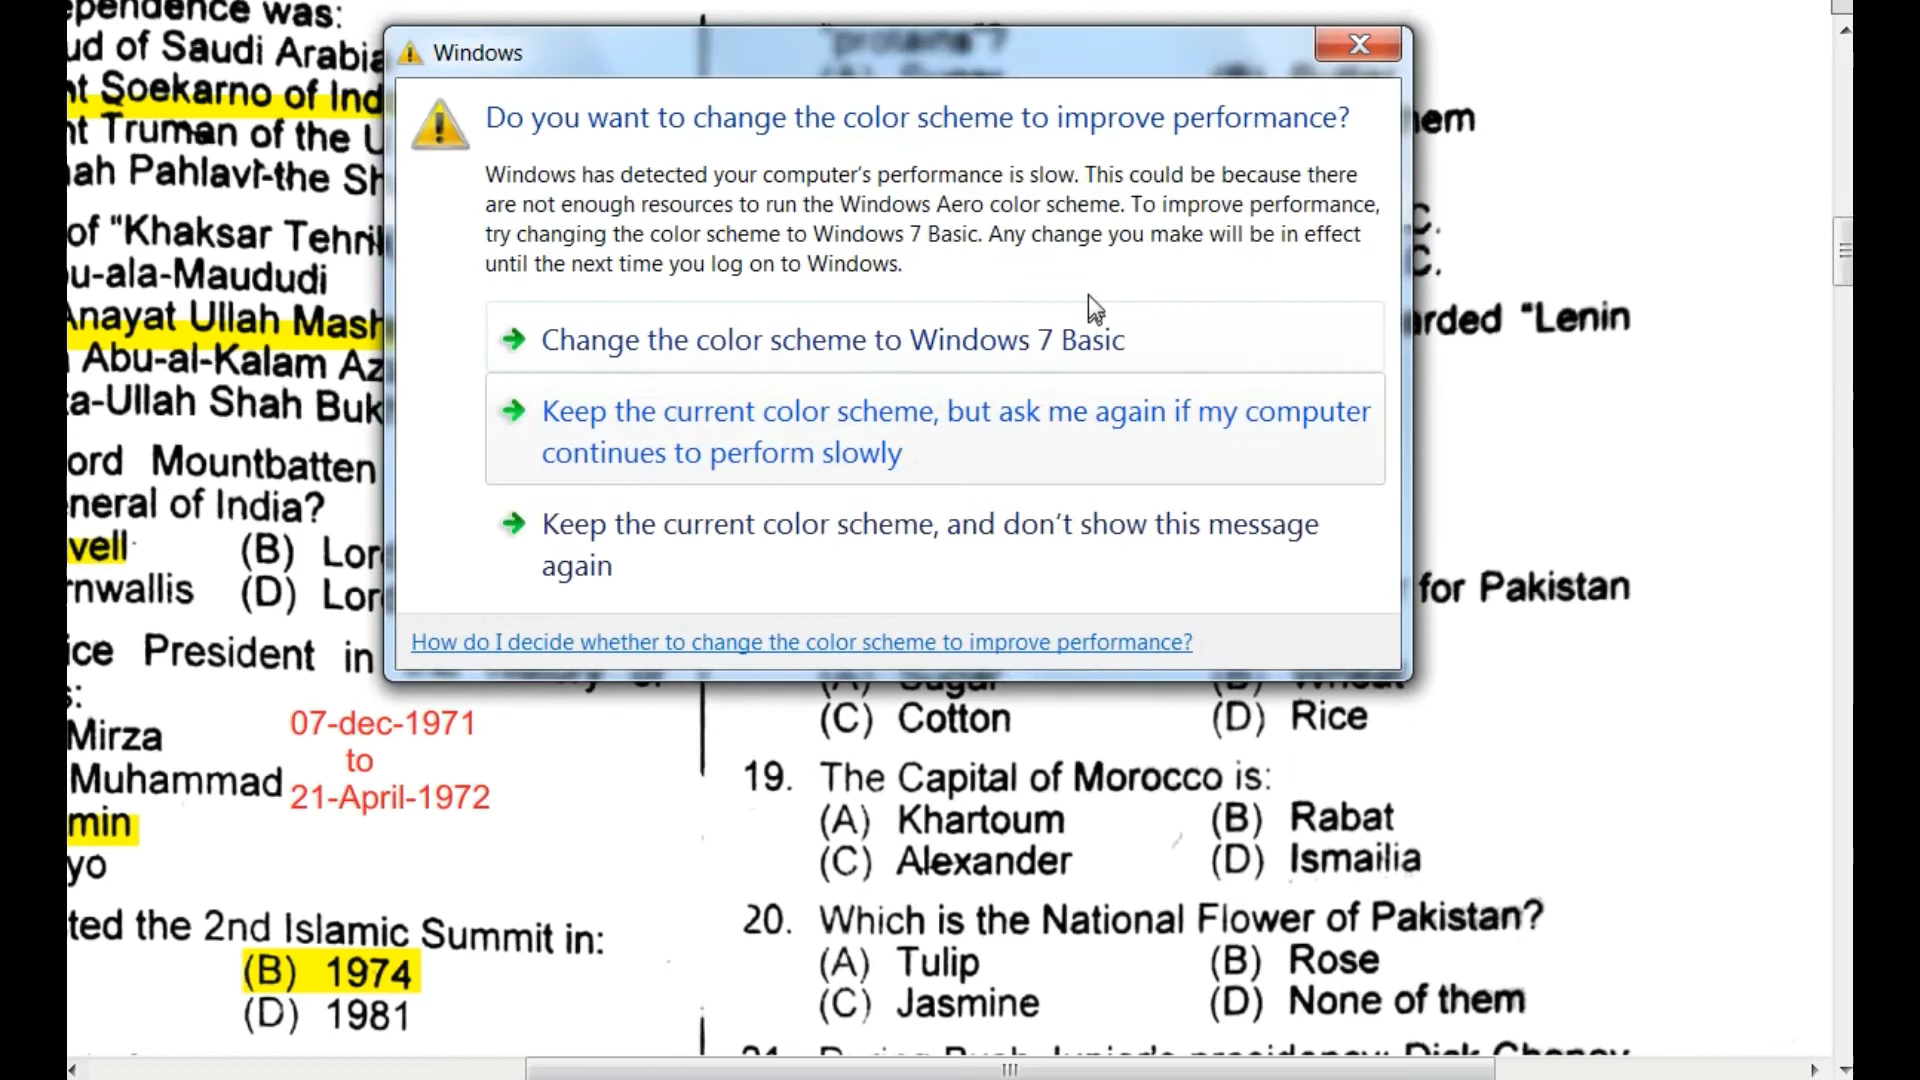 pendence was:
ud of Saudi Arabia
nt Soekarno of Ind
nt Truman of the U
ah Pahlavi-the Sh
of "Khaksar Tehrik
u-ala-Maududi
Anayat Ullah Mash
Abu-al-Kalam Az
ta-Ullah Shah Buk
ord Mountbatten
neral of India?
vell (B) Lor
rnwallis (D) Lor
ice President in
s:
Mirza
Muhammad
min
yo
07-dec-1971
to
21-April-1972
ted the 2nd Islamic Summit in:
(B) 1974
(D) 1981
Windows
Do you want to change the color scheme to improve performance?
Windows has detected your computer's performance is slow. This could be because there
are not enough resources to run the Windows Aero color scheme. To improve performance,
try changing the color scheme to Windows 7 Basic. Any change you make will be in effect
until the next time you log on to Windows.
Change the color scheme to Windows 7 Basic
Keep the current color scheme, but ask me again if my computer
continues to perform slowly
Keep the current color scheme, and don't show this message
again
How do I decide whether to change the color scheme to improve performance?
hem
C.
C.
arded "Lenin
for Pakistan
(A) Sugar (B) Wheat
(C) Cotton (D) Rice
19. The Capital of Morocco is:
(A) Khartoum (B) Rabat
(C) Alexander (D) Ismailia
20. Which is the National Flower of Pakistan?
(A) Tulip (B) Rose
(C) Jasmine (D) None of them